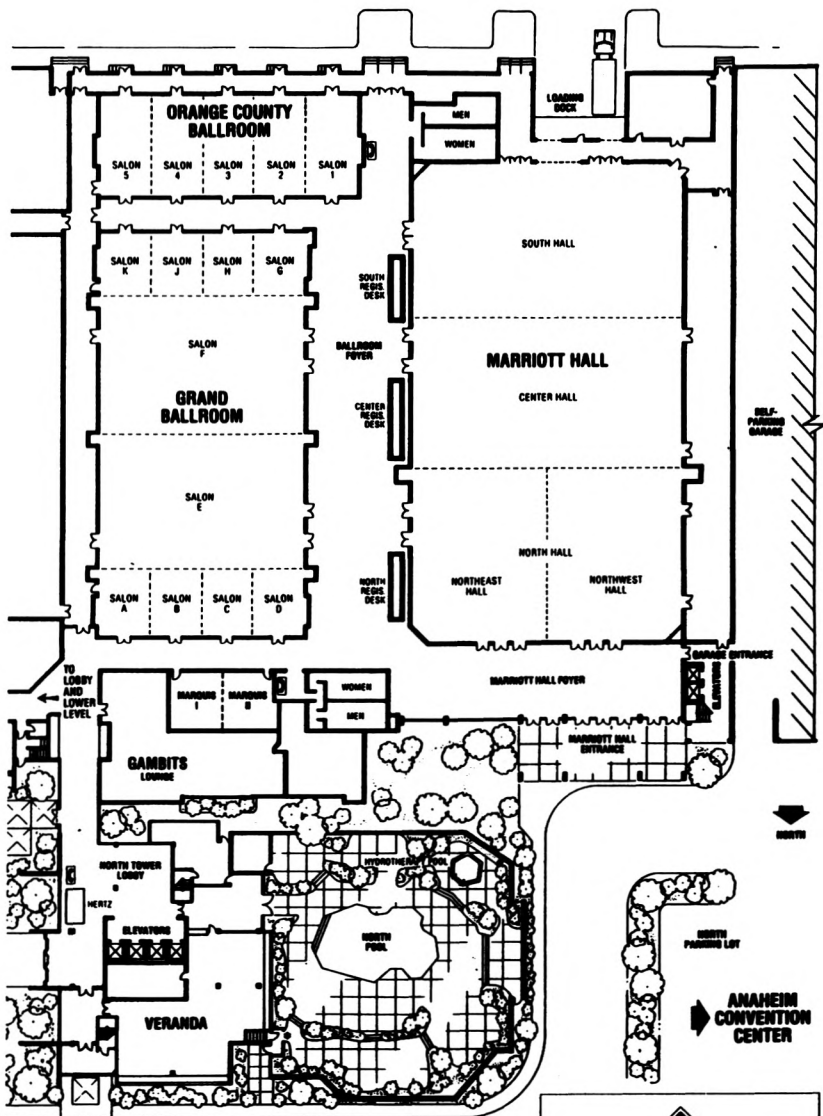 LOADING
DOCK
MEN
WOMEN
ORANGE COUNTY
BALLROOM
SALON
5
SALON
4
SALON
3
SALON
2
SALON
1
SALON
K
SALON
J
SALON
H
SALON
G
SOUTH
REGIS.
DESK
SOUTH HALL
SALON
F
BALLROOM
FOYER
MARRIOTT HALL
CENTER HALL
GRAND
BALLROOM
CENTER
REGIS.
DESK
SELF-
PARKING
GARAGE
SALON
E
NORTH HALL
NORTHEAST
HALL
NORTHWEST
HALL
NORTH
REGIS.
DESK
SALON
A
SALON
B
SALON
C
SALON
D
TO
LOBBY
AND
LOWER
LEVEL
MARQUIS
I
MARQUIS
II
WOMEN
MEN
MARRIOTT HALL FOYER
GARAGE ENTRANCE
ELEVATORS
MARRIOTT HALL
ENTRANCE
GAMBITS
LOUNGE
NORTH
NORTH TOWER
LOBBY
HERTZ
ELEVATORS
HYDROTHERAPY POOL
NORTH
POOL
NORTH
PARKING LOT
VERANDA
ANAHEIM
CONVENTION
CENTER